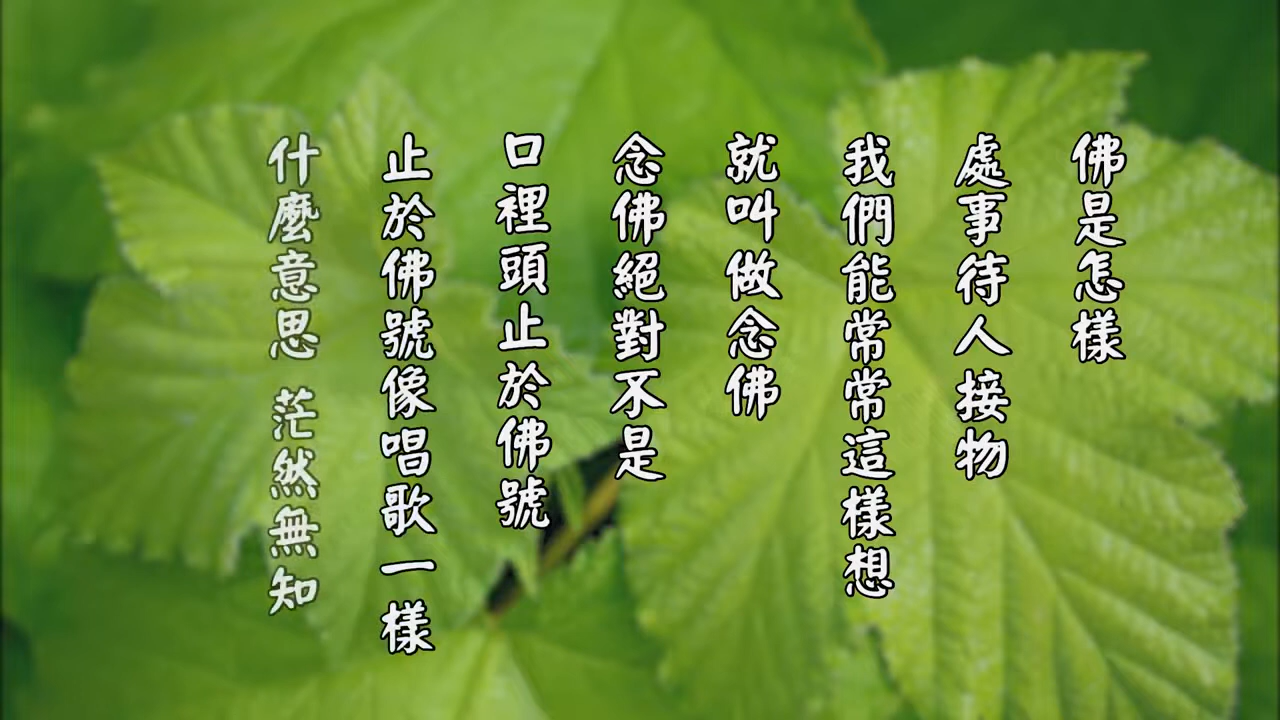 佛是怎樣
處事待人接物
我們能常常這樣想
就叫做念佛
念佛絕對不是
口裡頭止於佛號
止於佛號像唱歌一樣
什麼意思 茫然無知